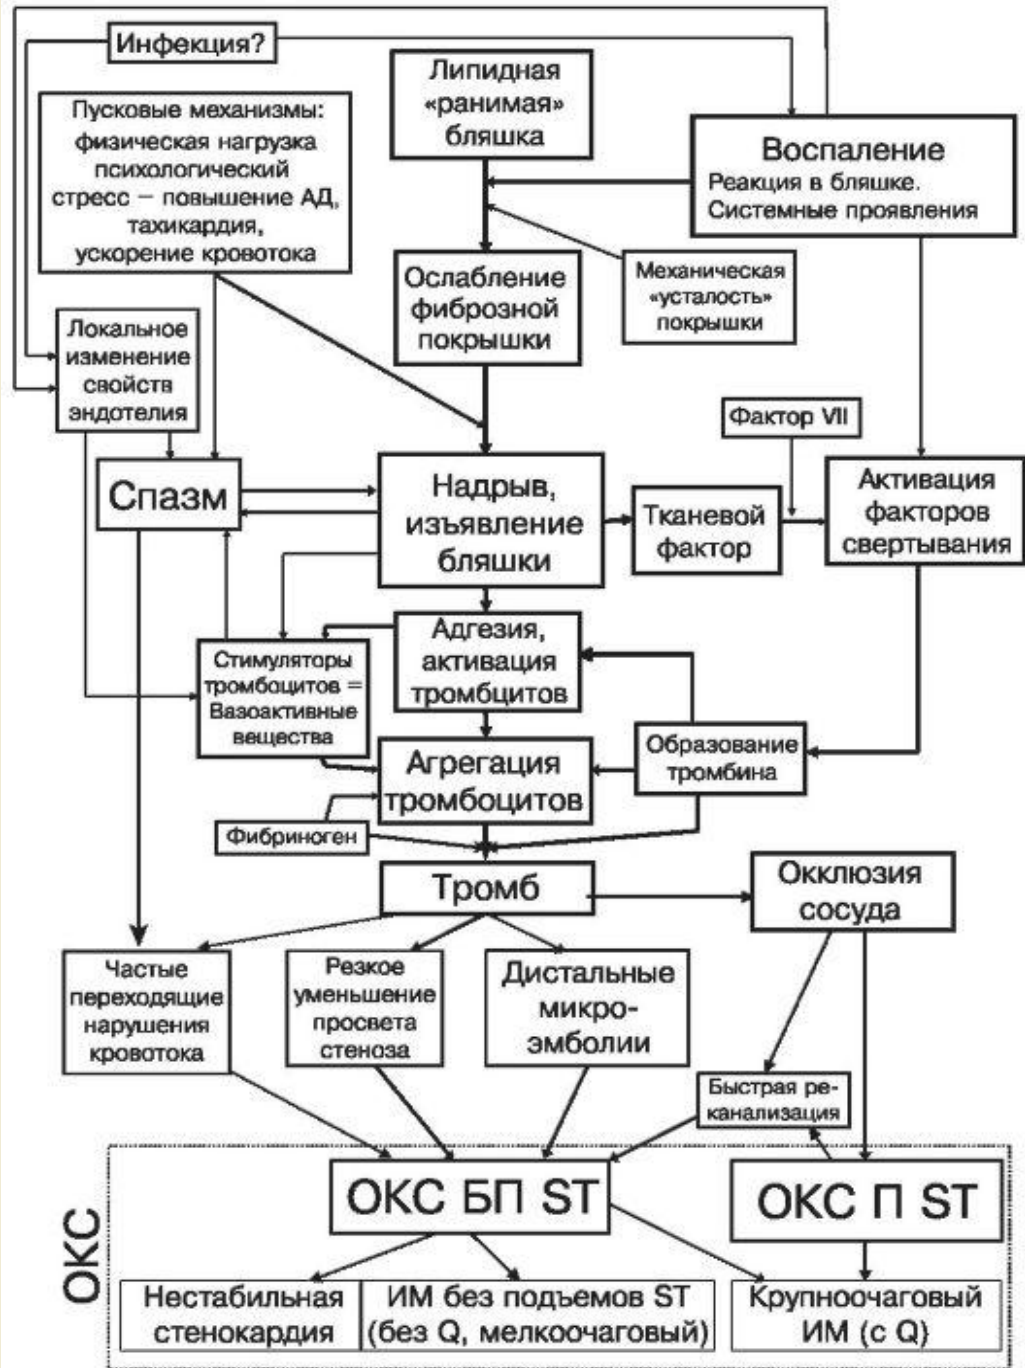 Инфекция?
Липидная
«ранимая»
бляшка
Пусковые механизмы:
физическая нагрузка
психологический
стресс – повышение АД,
тахикардия,
ускорение кровотока
Воспаление
Реакция в бляшке.
Системные проявления
Ослабление
фиброзной
покрышки
Механическая
«усталость»
покрышки
Локальное
изменение
свойств
эндотелия
Фактор VII
Спазм
Надрыв,
изъявление
бляшки
Тканевой
фактор
Активация
факторов
свертывания
Адгезия,
активация
тромбцитов
Стимуляторы
тромбоцитов =
Вазоактивные
вещества
Агрегация
тромбоцитов
Образование
тромбина
Фибриноген
Тромб
Окклюзия
сосуда
Частые
переходящие
нарушения
кровотока
Резкое
уменьшение
просвета
стеноза
Дистальные
микро-
эмболии
Быстрая ре-
канализация
ОКС
ОКС БП ST
ОКС П ST
Нестабильная
стенокардия
ИМ без подъемов ST
(без Q, мелкоочаговый)
Крупноочаговый
ИМ (с Q)